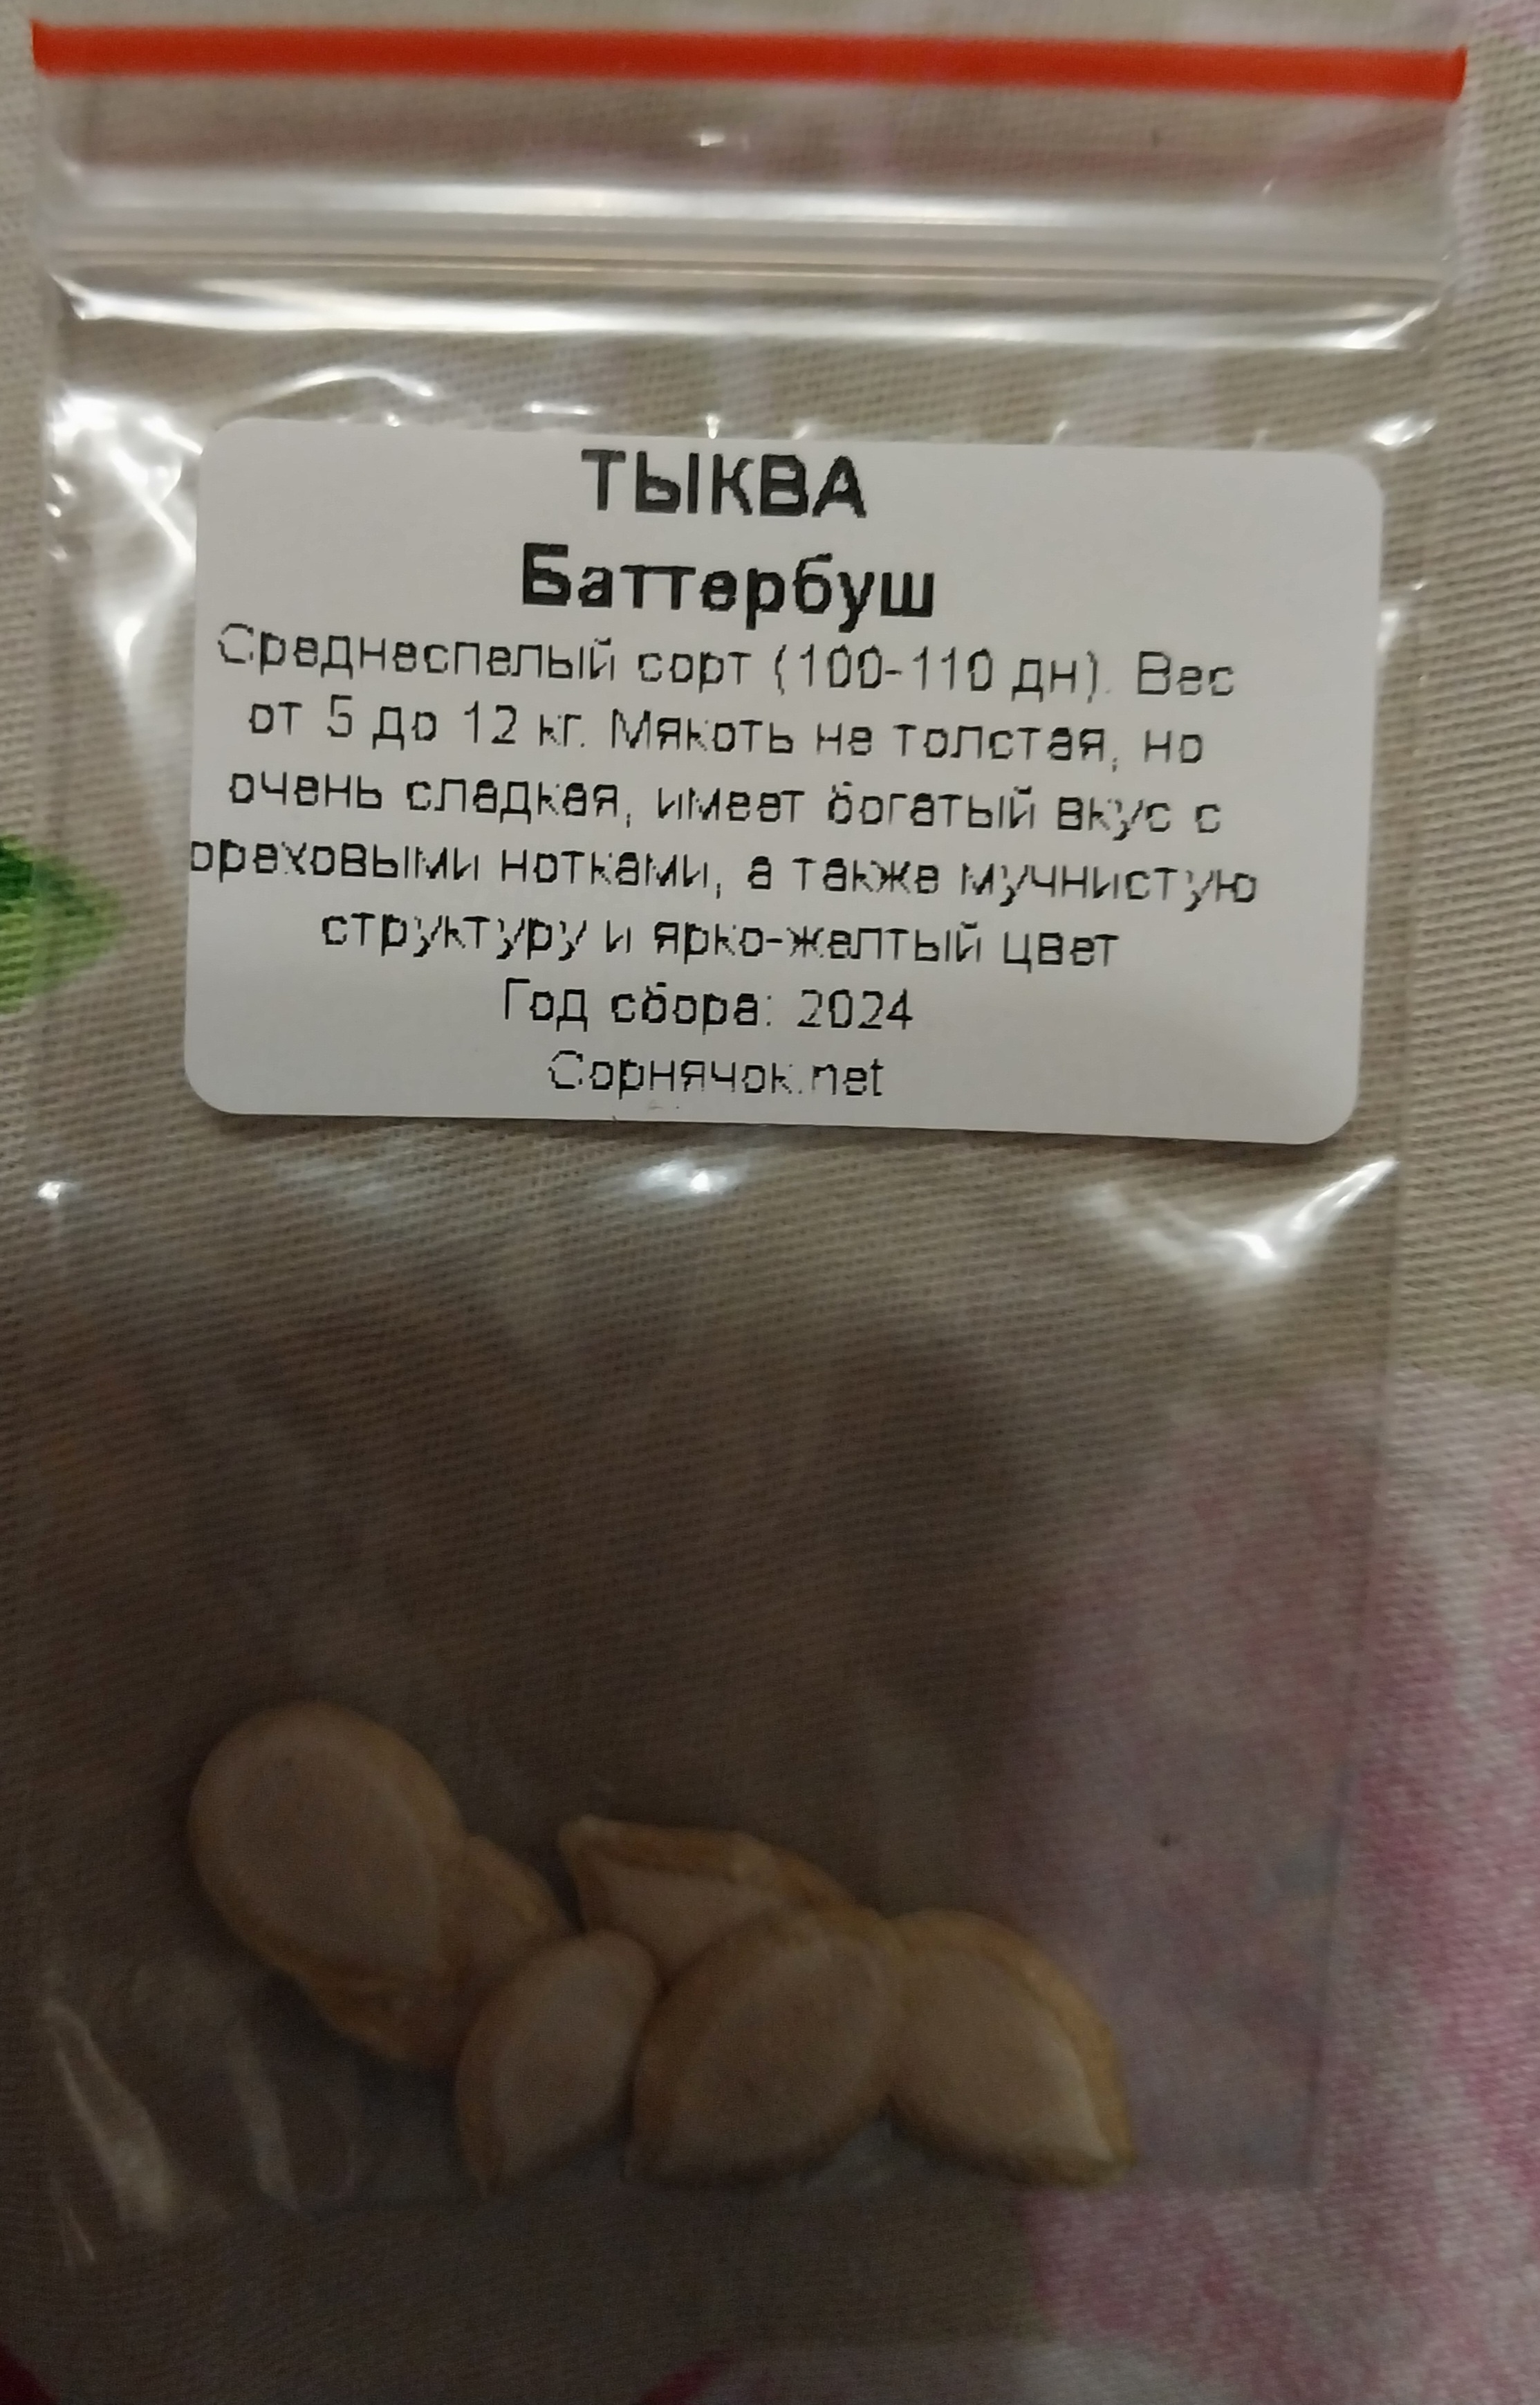 ТЫКВА
Баттербуш
Среднеспелый сорт (100-110 дн). Вес
от 5 до 12 кг. Мякоть не толстая, но
очень сладкая, имеет богатый вкус с
ореховыми нотками, а также мучнистую
структуру и ярко-желтый цвет
Год сбора: 2024
Сорнячок.net